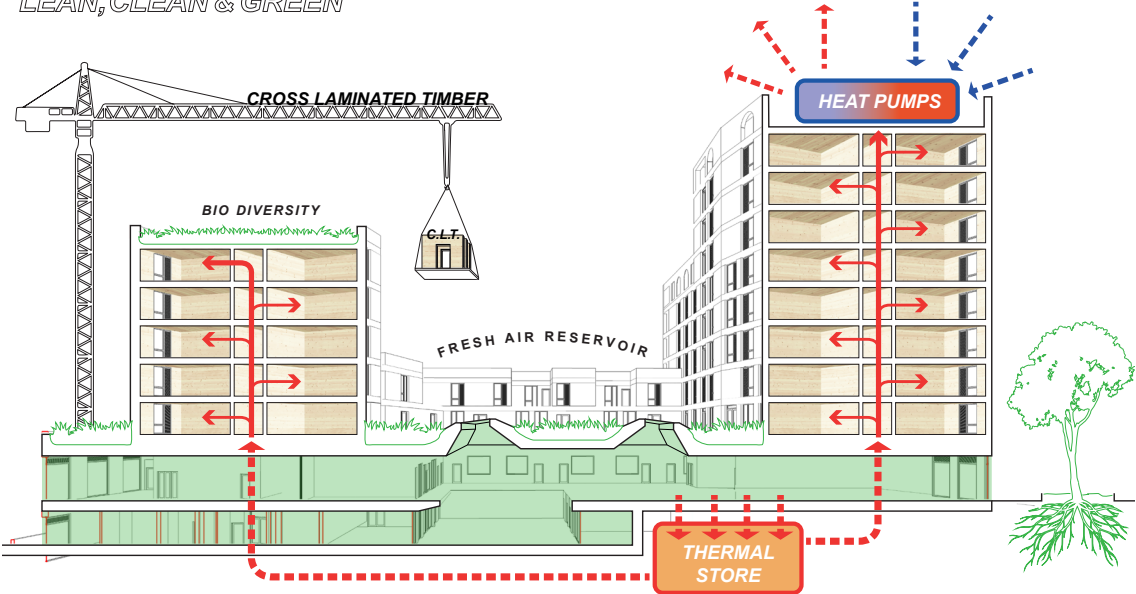 LEAN, CLEAN & GREEN
CROSS LAMINATED TIMBER
HEAT PUMPS
BIO DIVERSITY
C.L.T.
FRESH AIR RESERVOIR
THERMAL
STORE